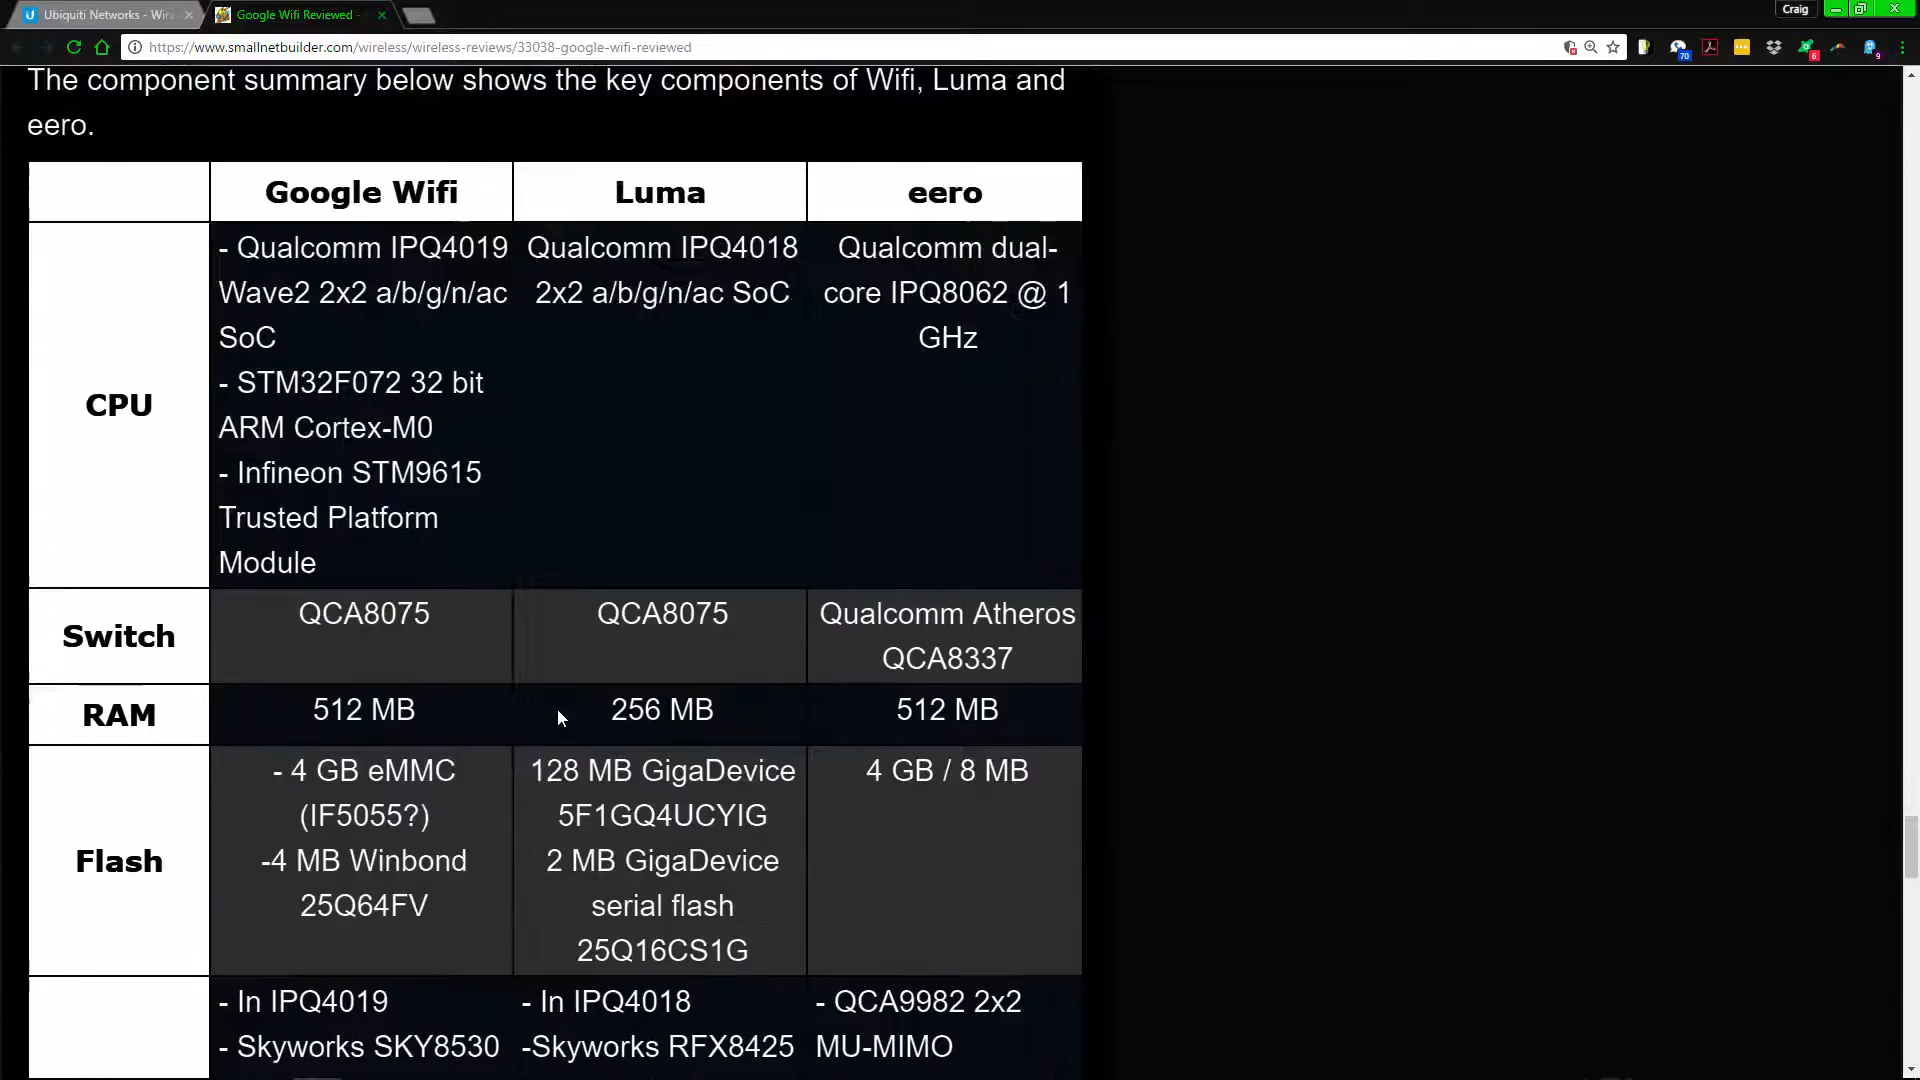 Ubiquiti Networks - Wire
Google Wifi Reviewed -
Craig
https://www.smallnetbuilder.com/wireless/wireless-reviews/33038-google-wifi-reviewed
70
6
9
The component summary below shows the key components of Wifi, Luma and
eero.
Google Wifi Luma eero
CPU
- Qualcomm IPQ4019
Wave2 2x2 a/b/g/n/ac
SoC
- STM32F072 32 bit
ARM Cortex-M0
- Infineon STM9615
Trusted Platform
Module
Qualcomm IPQ4018
2x2 a/b/g/n/ac SoC
Qualcomm dual-
core IPQ8062 @ 1
GHz
Switch
QCA8075
QCA8075
Qualcomm Atheros
QCA8337
RAM
512 MB
256 MB
512 MB
Flash
- 4 GB eMMC
(IF5055?)
-4 MB Winbond
25Q64FV
128 MB GigaDevice
5F1GQ4UCYIG
2 MB GigaDevice
serial flash
25Q16CS1G
4 GB / 8 MB
- In IPQ4019
- Skyworks SKY8530
- In IPQ4018
-Skyworks RFX8425
- QCA9982 2x2
MU-MIMO